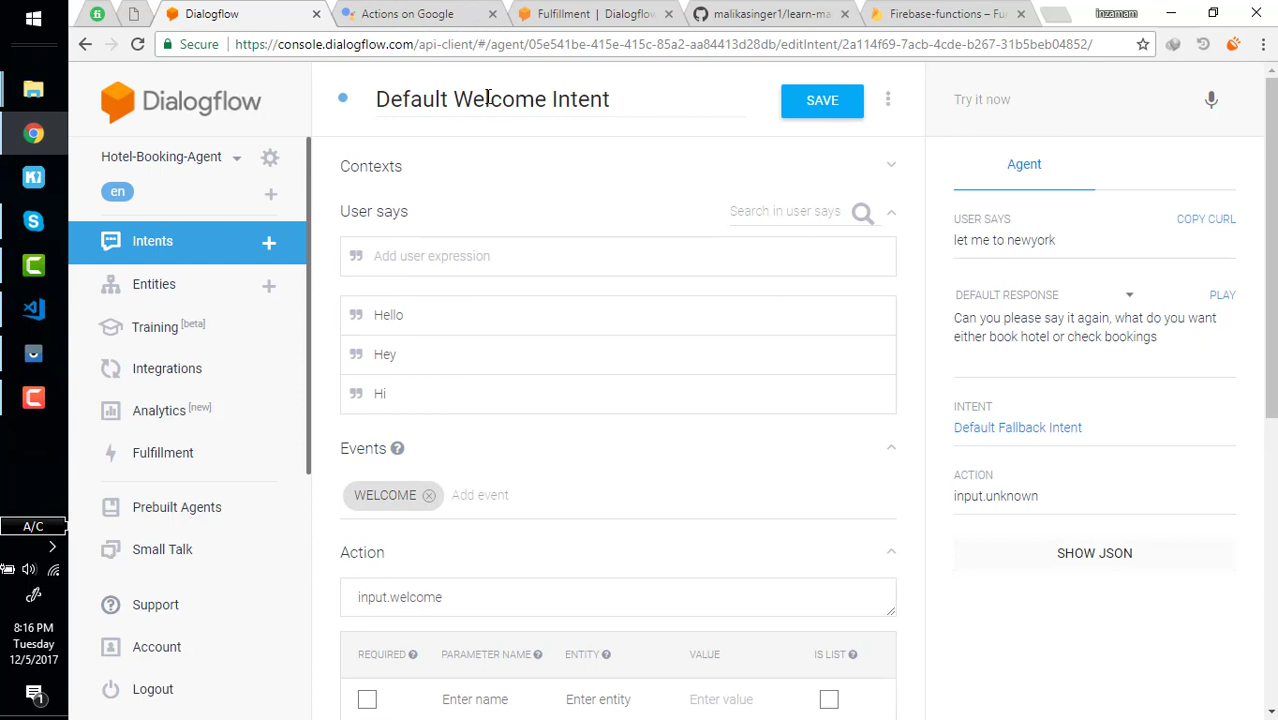 Dialogflow
Actions on Google
Fulfillment | Dialogflow
markasinger1/learn-ma
Firebase-functions – Fun
inzamam
Secure
https://console.dialogflow.com/api-client/#/agent/05e541be-415e-415c-85a2-aa84413d28db/editIntent/2a114f69-7acb-4cde-b267-31b5beb04852/
Dialogflow
Hotel-Booking-Agent
en
Intents
Entities
Training [beta]
Integrations
Analytics [new]
Fulfillment
Prebuilt Agents
Small Talk
Support
Account
Logout
A/C
8:16 PM
Tuesday
12/5/2017
1
Default Welcome Intent
SAVE
Contexts
User says
Search in user says
Add user expression
Hello
Hey
Hi
Events
WELCOME
Add event
Action
input.welcome
REQUIRED
PARAMETER NAME
ENTITY
VALUE
IS LIST
Enter name
Enter entity
Enter value
Try it now
Agent
USER SAYS
COPY CURL
let me to newyork
DEFAULT RESPONSE
PLAY
Can you please say it again, what do you want
either book hotel or check bookings
INTENT
Default Fallback Intent
ACTION
input.unknown
SHOW JSON